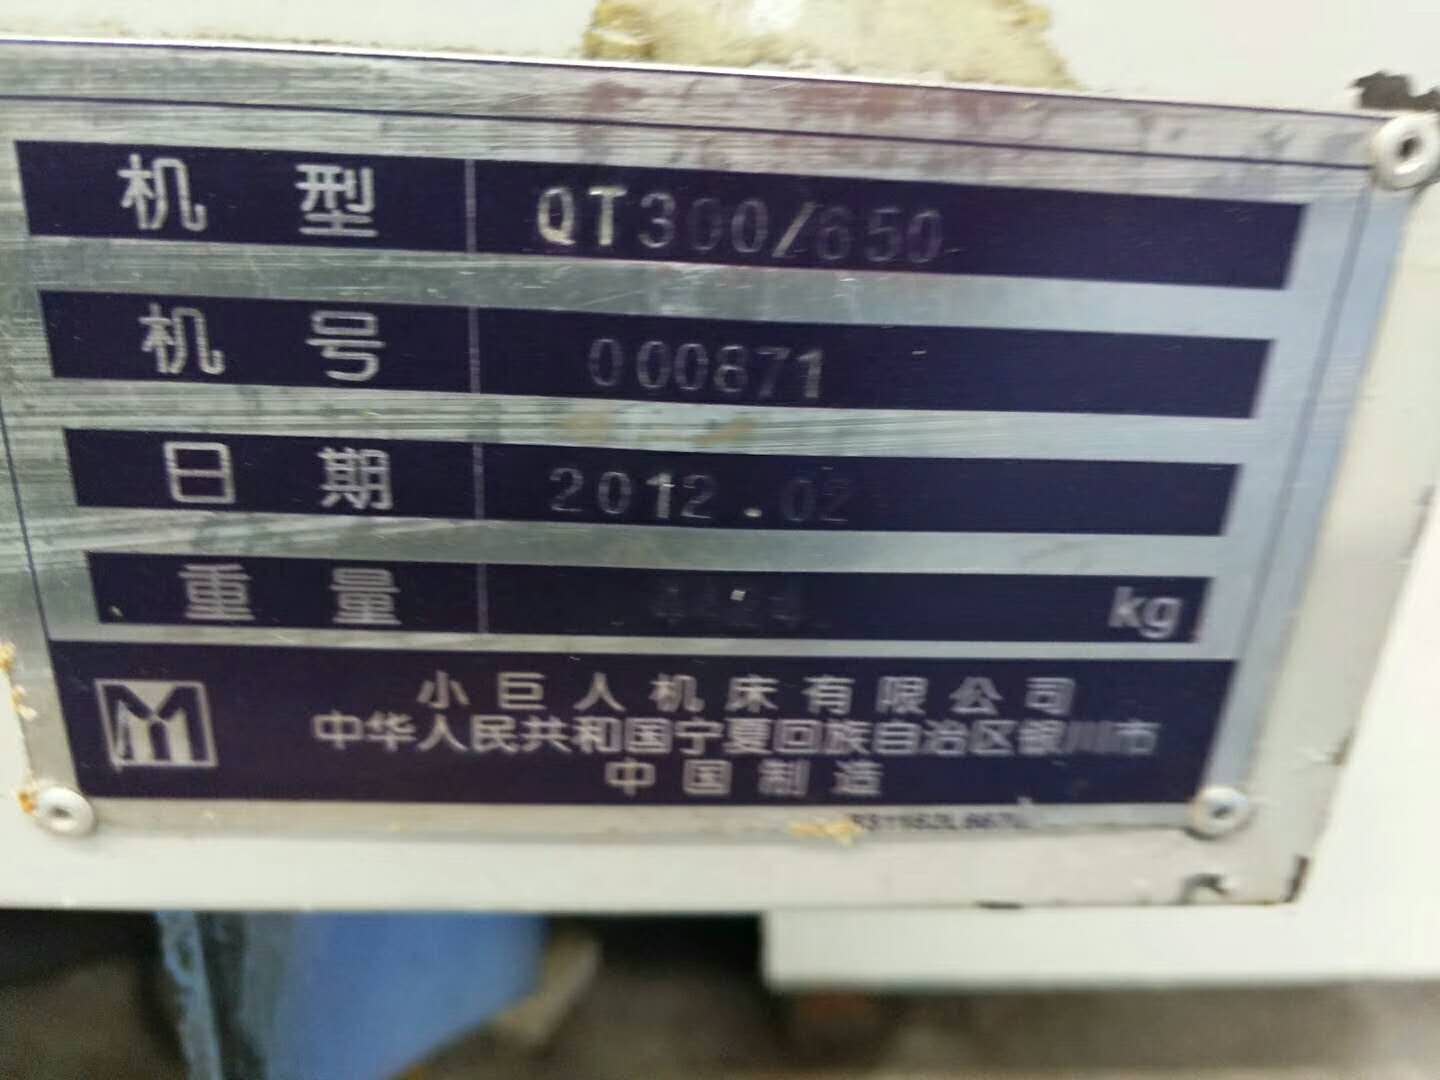 机型 QT300/650
机号 000871
日期 2012.02
重量 kg
小巨人机床有限公司
中华人民共和国宁夏回族自治区银川市
中国制造